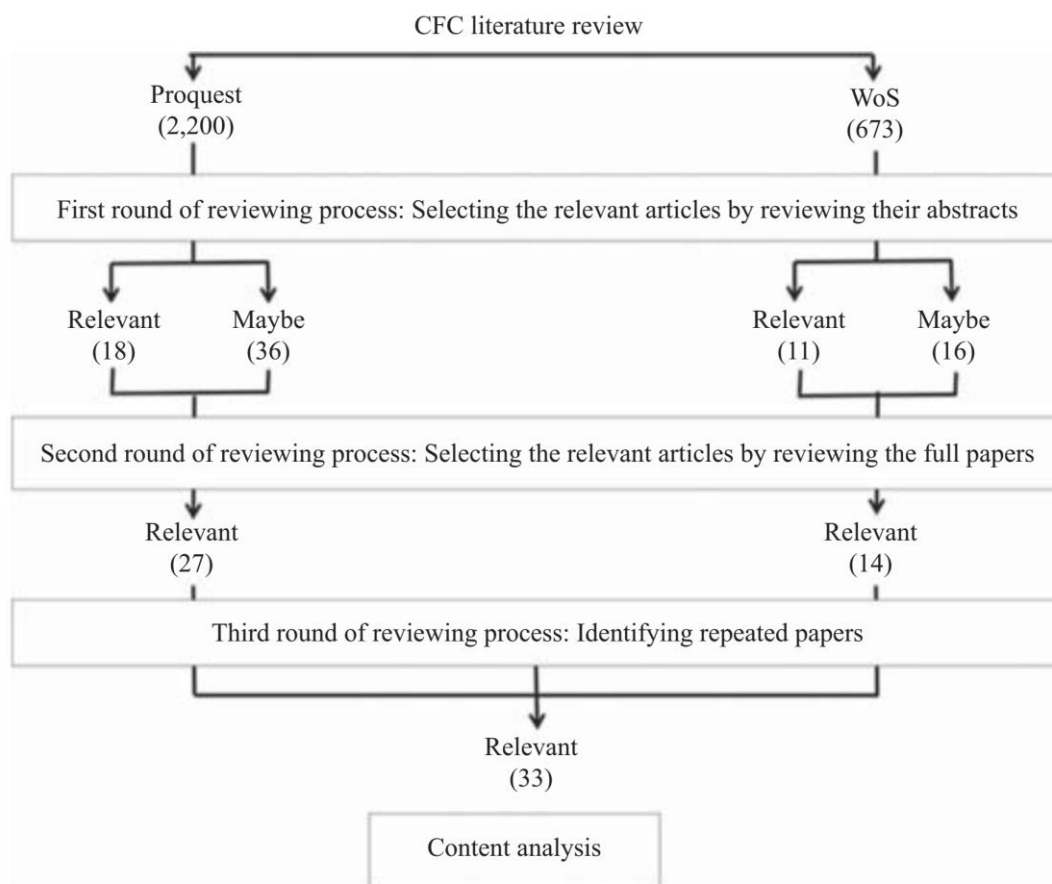 CFC literature review
Proquest
(2,200)
WoS
(673)
First round of reviewing process: Selecting the relevant articles by reviewing their abstracts
Relevant
(18)
Maybe
(36)
Relevant
(11)
Maybe
(16)
Second round of reviewing process: Selecting the relevant articles by reviewing the full papers
Relevant
(27)
Relevant
(14)
Third round of reviewing process: Identifying repeated papers
Relevant
(33)
Content analysis